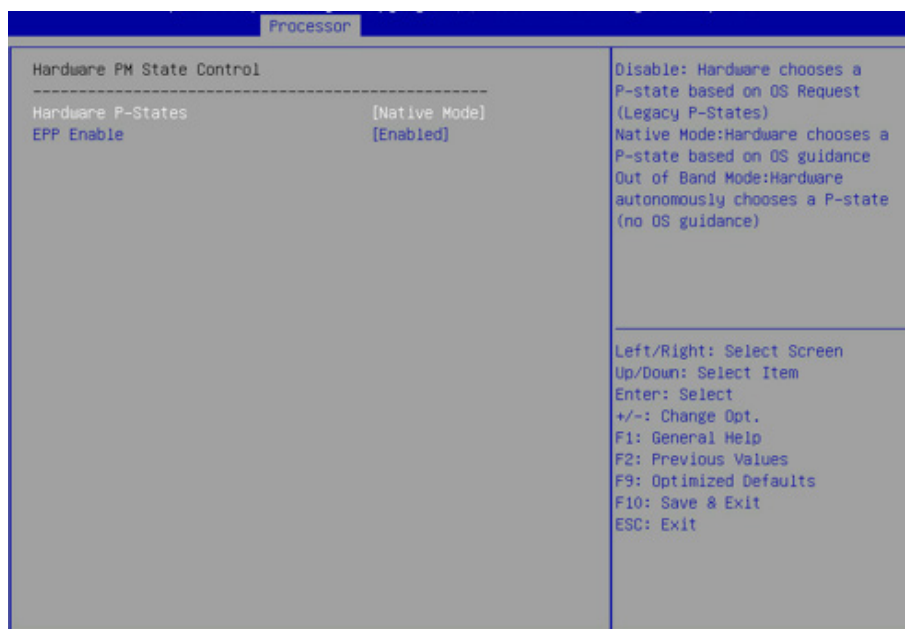 Processor
Hardware PM State Control
--------------------------------------------------
Hardware P-States [Native Mode]
EPP Enable [Enabled]
Disable: Hardware chooses a
P-state based on OS Request
(Legacy P-States)
Native Mode:Hardware chooses a
P-state based on OS guidance
Out of Band Mode:Hardware
autonomously chooses a P-state
(no OS guidance)
Left/Right: Select Screen
Up/Down: Select Item
Enter: Select
+/-: Change Opt.
F1: General Help
F2: Previous Values
F9: Optimized Defaults
F10: Save & Exit
ESC: Exit